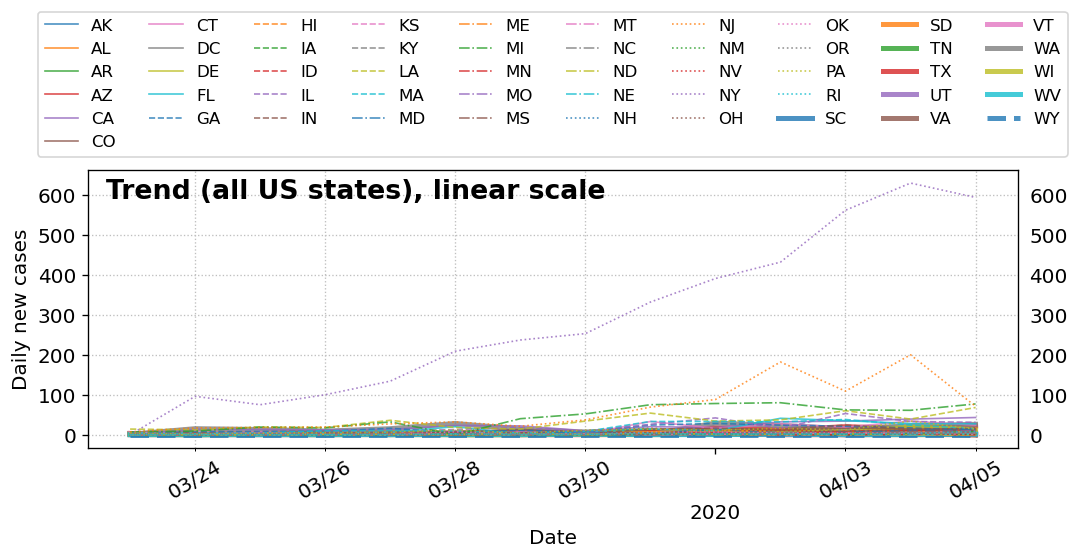 AK CT HI KS ME MT NJ OK SD VT
AL DC IA KY MI NC NM OR TN WA
AR DE ID LA MN ND NV PA TX WI
AZ FL IL MA MO NE NY RI UT WV
CA GA IN MD MS NH OH SC VA WY
CO
Trend (all US states), linear scale
600 600
500 500
400 400
300 300
200 200
100 100
0 0
Daily new cases
03/24 03/26 03/28 03/30 04/03 04/05
2020
Date